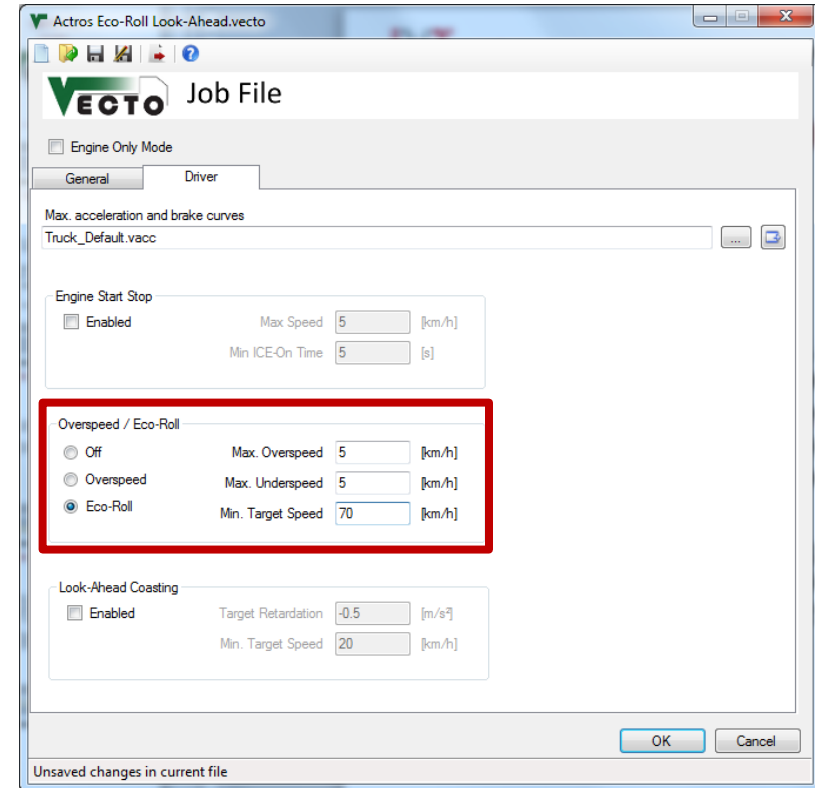 Actros Eco-Roll Look-Ahead.vecto
VECTO Job File
Engine Only Mode
General Driver
Max. acceleration and brake curves
Truck_Default.vacc ...
Engine Start Stop
Enabled Max Speed 5 [km/h]
Min ICE-On Time 5 [s]
Overspeed / Eco-Roll
Off Max. Overspeed 5 [km/h]
Overspeed Max. Underspeed 5 [km/h]
Eco-Roll Min. Target Speed 70 [km/h]
Look-Ahead Coasting
Enabled Target Retardation -0.5 [m/s²]
Min. Target Speed 20 [km/h]
OK Cancel
Unsaved changes in current file